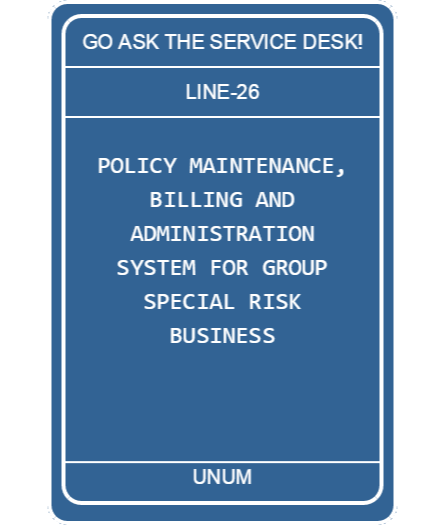 GO ASK THE SERVICE DESK!
LINE-26
POLICY MAINTENANCE,
BILLING AND
ADMINISTRATION
SYSTEM FOR GROUP
SPECIAL RISK
BUSINESS
UNUM